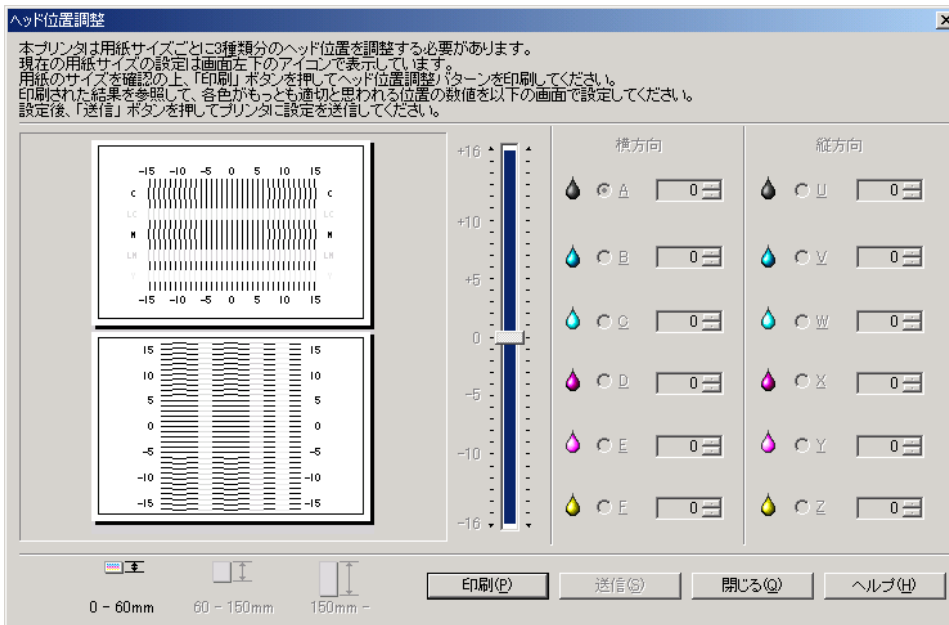 ヘッド位置調整
本プリンタは用紙サイズごとに3種類分のヘッド位置を調整する必要があります。
現在の用紙サイズの設定は画面左下のアイコンで表示しています。
用紙のサイズを確認の上、「印刷」ボタンを押してヘッド位置調整パターンを印刷してください。
印刷された結果を参照して、各色がもっとも適切と思われる位置の数値を以下の画面で設定してください。
設定後、「送信」ボタンを押してプリンタに設定を送信してください。
-15 -10 -5 0 5 10 15
C C
LC LC
M M
LM LM
Y Y
-15 -10 -5 0 5 10 15
15 15
10 10
5 5
0 0
-5 -5
-10 -10
-15 -15
+16
+10
+5
0
-5
-10
-16
横方向
A 0
B 0
C 0
D 0
E 0
F 0
縦方向
U 0
V 0
W 0
X 0
Y 0
Z 0
0 - 60mm
60 - 150mm
150mm -
印刷(P)
送信(S)
閉じる(Q)
ヘルプ(H)